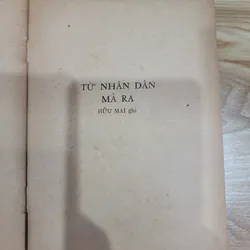 TỪ NHÂN DÂN
MÀ RA
HỮU MAI ghi